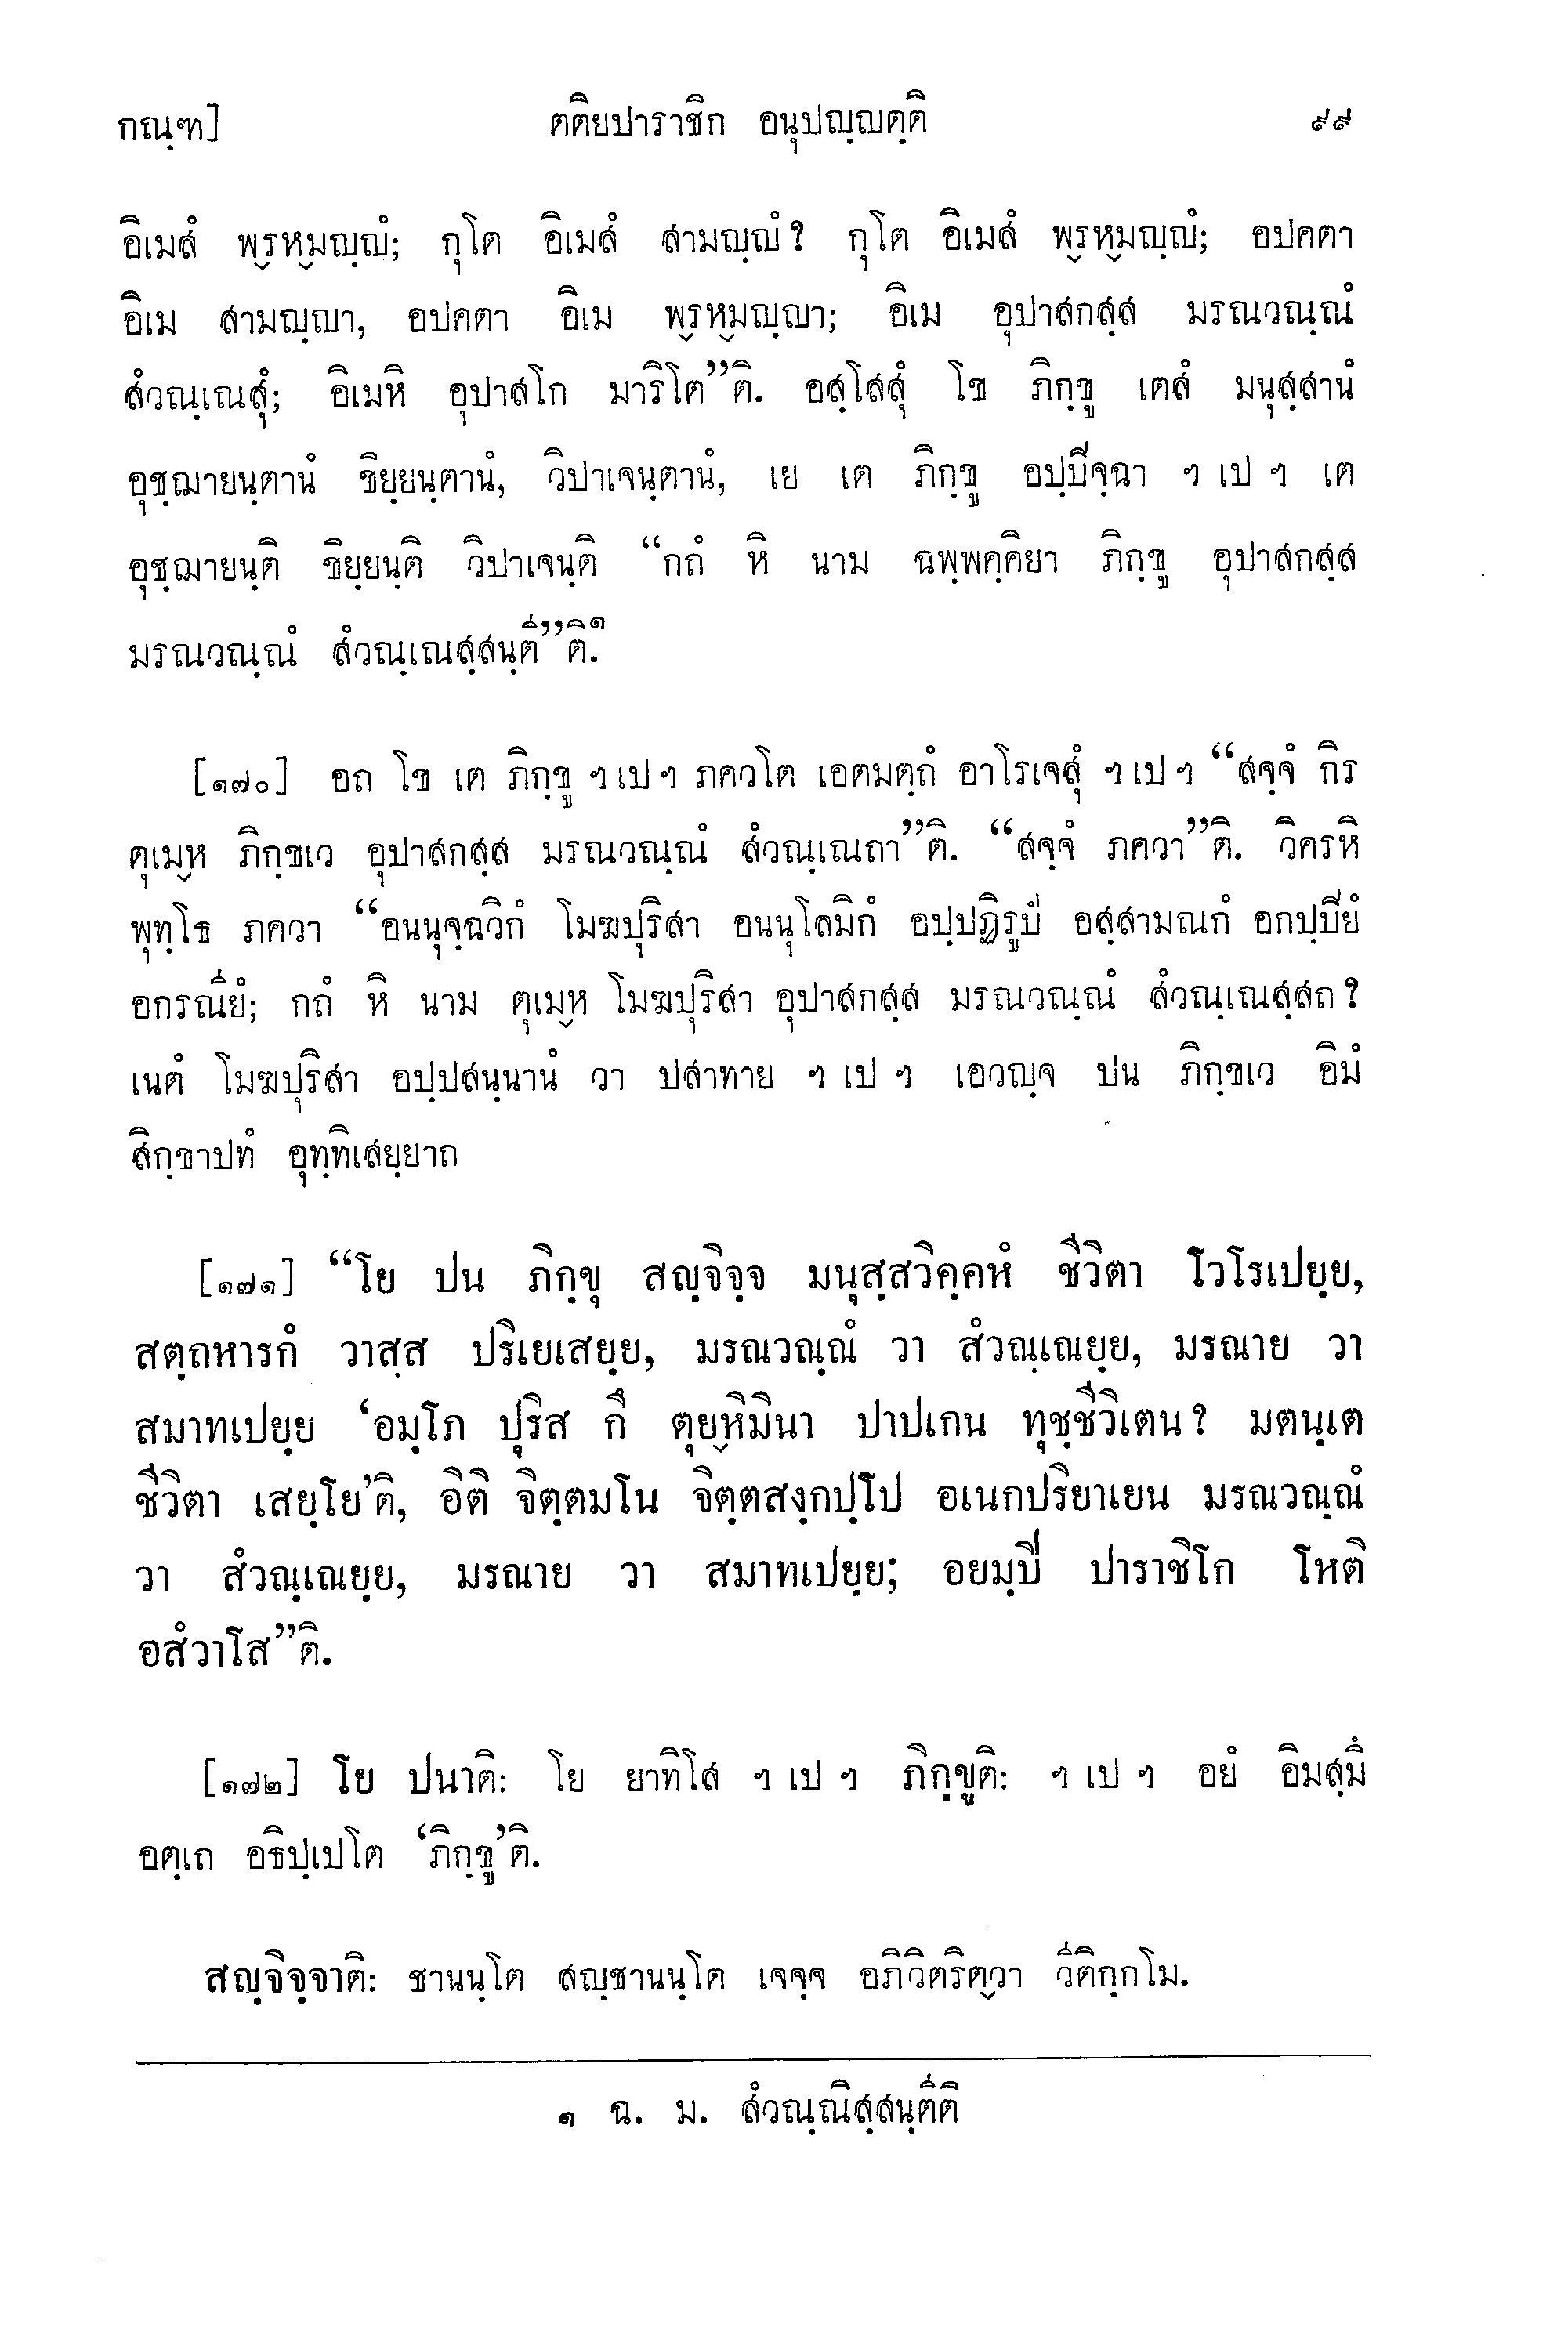 กณฺฑ] ตติยปาราชิก อนุปญฺญตฺติ ๙๙
อิเมสํ พฺรหฺมญฺญํ; กุโต อิเมสํ สามญฺญํ? กุโต อิเมสํ พฺรหฺมญฺญํ; อปคตา
อิเม สามญฺญา, อปคตา อิเม พฺรหฺมญฺญา; อิเม อุปาสกสฺส มรณวณฺณํ
สํวณฺเณสุํ; อิเมหิ อุปาสโก มาริโต”ติ. อสฺโสสุํ โข ภิกฺขู เตสํ มนุสฺสานํ
อุชฺฌายนฺตานํ ขิยฺยนฺตานํ, วิปาเจนฺตานํ, เย เต ภิกฺขู อปฺปิจฺฉา ฯ เป ฯ เต
อุชฺฌายนฺติ ขิยฺยนฺติ วิปาเจนฺติ “กถํ หิ นาม ฉพฺพคฺคิยา ภิกฺขู อุปาสกสฺส
มรณวณฺณํ สํวณฺเณสฺสนฺตี”ติ.๑
[๑๗๐] อถ โข เต ภิกฺขู ฯ เป ฯ ภควโต เอตมตฺถํ อาโรเจสุํ ฯ เป ฯ “สจฺจํ กิร
ตุเมฺห ภิกฺขเว อุปาสกสฺส มรณวณฺณํ สํวณฺเณถา”ติ. “สจฺจํ ภควา”ติ. วิครหิ
พุทฺโธ ภควา “อนนุจฺฉวิกํ โมฆปุริสา อนนุโลมิกํ อปฺปฏิรูปํ อสฺสามณกํ อกปฺปิยํ
อกรณียํ; กถํ หิ นาม ตุเมฺห โมฆปุริสา อุปาสกสฺส มรณวณฺณํ สํวณฺเณสฺสถ?
เนตํ โมฆปุริสา อปฺปสนฺนานํ วา ปสาทาย ฯ เป ฯ เอวญฺจ ปน ภิกฺขเว อิมํ
สิกฺขาปทํ อุทฺทิเสยฺยาถ
[๑๗๑] “โย ปน ภิกฺขุ สญฺจิจฺจ มนุสฺสวิคฺคหํ ชีวิตา โวโรเปยฺย,
สตฺถหารกํ วาสฺส ปริเยเสยฺย, มรณวณฺณํ วา สํวณฺเณยฺย, มรณาย วา
สมาทเปยฺย ‘อมฺโภ ปุริส กึ ตุยฺหิมินา ปาปเกน ทุชฺชีวิเตน? มตนฺเต
ชีวิตา เสยฺโย’ติ, อิติ จิตฺตมโน จิตฺตสงฺกปฺโป อเนกปริยาเยน มรณวณฺณํ
วา สํวณฺเณยฺย, มรณาย วา สมาทเปยฺย; อยมฺปิ ปาราชิโก โหติ
อสํวาโส”ติ.
[๑๗๒] โย ปนาติ: โย ยาทิโส ฯ เป ฯ ภิกฺขูติ: ฯ เป ฯ อยํ อิมสฺมึ
อตฺเถ อธิปฺเปโต ‘ภิกฺขู’ติ.
สญฺจิจฺจาติ: ชานนฺโต สญฺชานนฺโต เจจฺจ อภิวิตริตฺวา วีติกฺกโม.
๑ ฉ. ม. สํวณฺณิสฺสนฺตีติ